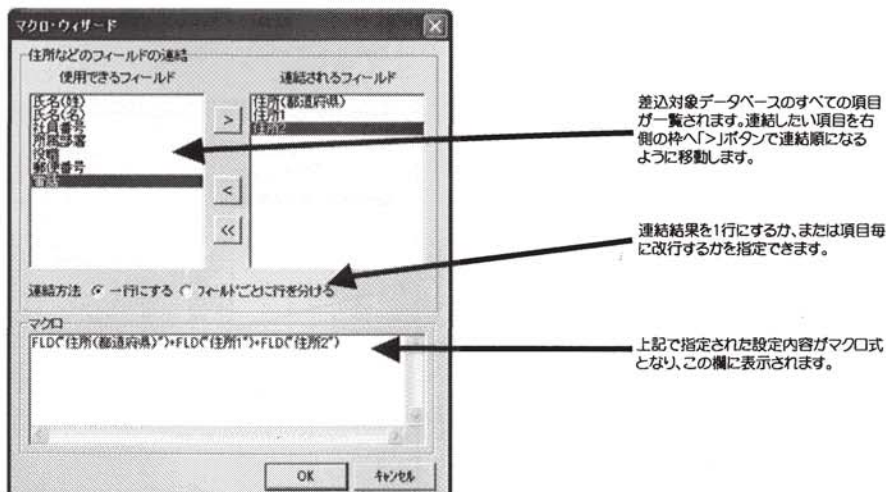 マクロ・ウィザード
住所などのフィールドの連結
使用できるフィールド
連結されるフィールド
氏名(姓)
氏名(名)
社員番号
所属部署
役職
郵便番号
電話
>
<
<<
住所(都道府県)
住所1
住所2
連結方法 一行にする フィールドごとに行を分ける
マクロ
FLD("住所(都道府県)")+FLD("住所1")+FLD("住所2")
OK
キャンセル
差込対象データベースのすべての項目
が一覧されます。連結したい項目を右
側の枠へ「>」ボタンで連結順になる
ように移動します。
連結結果を1行にするか、または項目毎
に改行するかを指定できます。
上記で指定された設定内容がマクロ式
となり、この欄に表示されます。